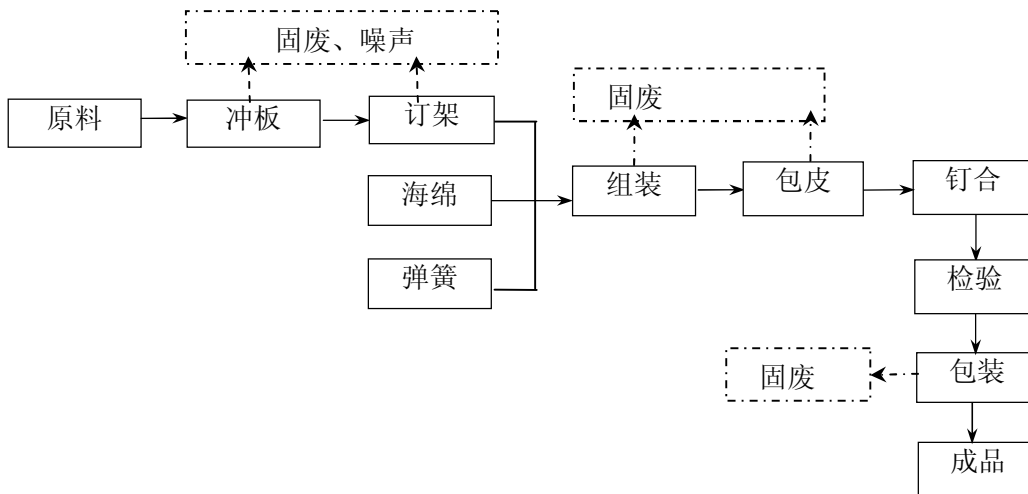 固废、噪声
固废
原料
冲板
订架
海绵
组装
包皮
钉合
弹簧
检验
固废
包装
成品